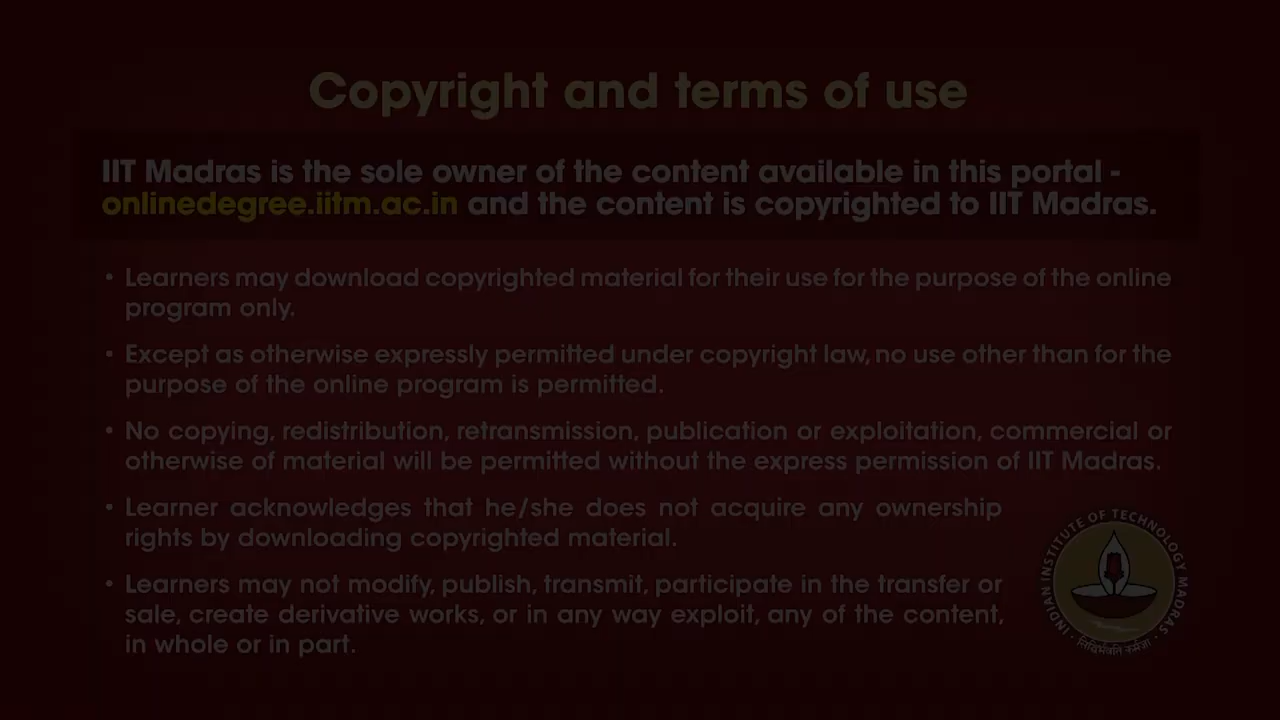 Copyright and terms of use
IIT Madras is the sole owner of the content available in this portal -
onlinedegree.iitm.ac.in and the content is copyrighted to IIT Madras.
• Learners may download copyrighted material for their use for the purpose of the online
program only.
• Except as otherwise expressly permitted under copyright law, no use other than for the
purpose of the online program is permitted.
• No copying, redistribution, retransmission, publication or exploitation, commercial or
otherwise of material will be permitted without the express permission of IIT Madras.
• Learner acknowledges that he/she does not acquire any ownership
rights by downloading copyrighted material.
• Learners may not modify, publish, transmit, participate in the transfer or
sale, create derivative works, or in any way exploit, any of the content,
in whole or in part.
INDIAN INSTITUTE OF TECHNOLOGY MADRAS